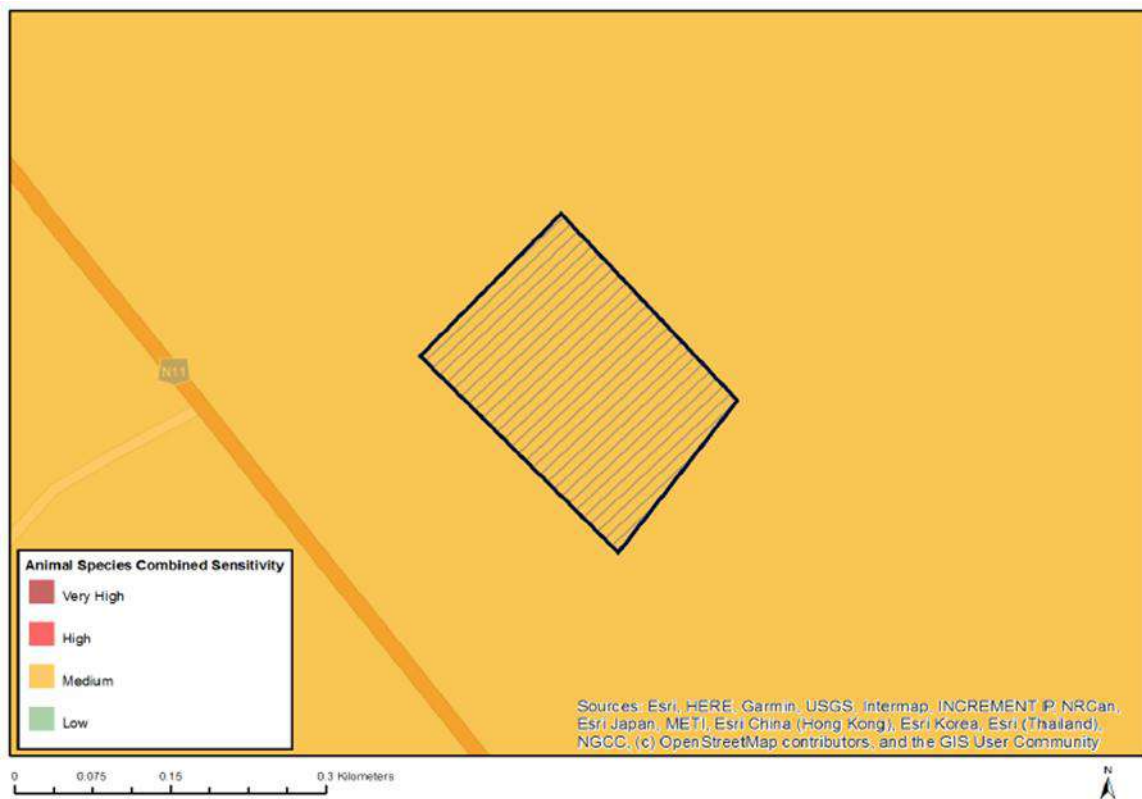 N11
Animal Species Combined Sensitivity
Very High
High
Medium
Low
Sources: Esri, HERE, Garmin, USGS, Intermap, INCREMENT P, NRCan,
Esri Japan, METI, Esri China (Hong Kong), Esri Korea, Esri (Thailand),
NGCC, (c) OpenStreetMap contributors, and the GIS User Community
0 0.075 0.15 0.3 Kilometers
N